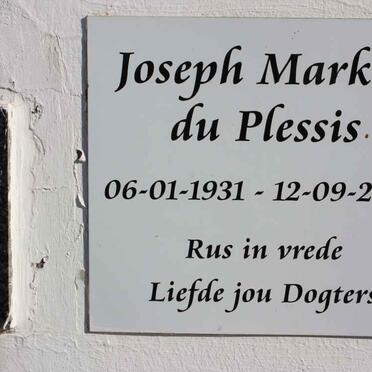 Joseph Mark
du Plessis
06-01-1931 - 12-09-2
Rus in vrede
Liefde jou Dogters